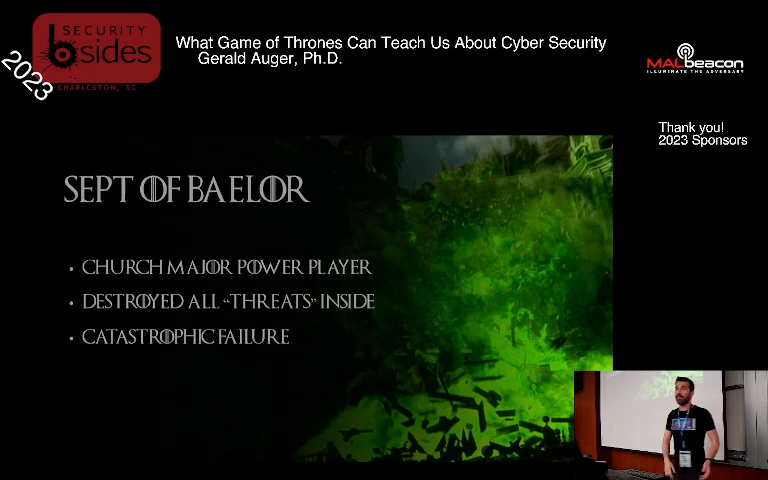 SECURITY
bsides
CHARLESTON, SC
2023
What Game of Thrones Can Teach Us About Cyber Security
Gerald Auger, Ph.D.
MALbeacon
ILLUMINATE THE ADVERSARY
Thank you!
2023 Sponsors
SEPT OF BAELOR
• CHURCH MAJOR POWER PLAYER
• DESTROYED ALL “THREATS” INSIDE
• CATASTROPHIC FAILURE